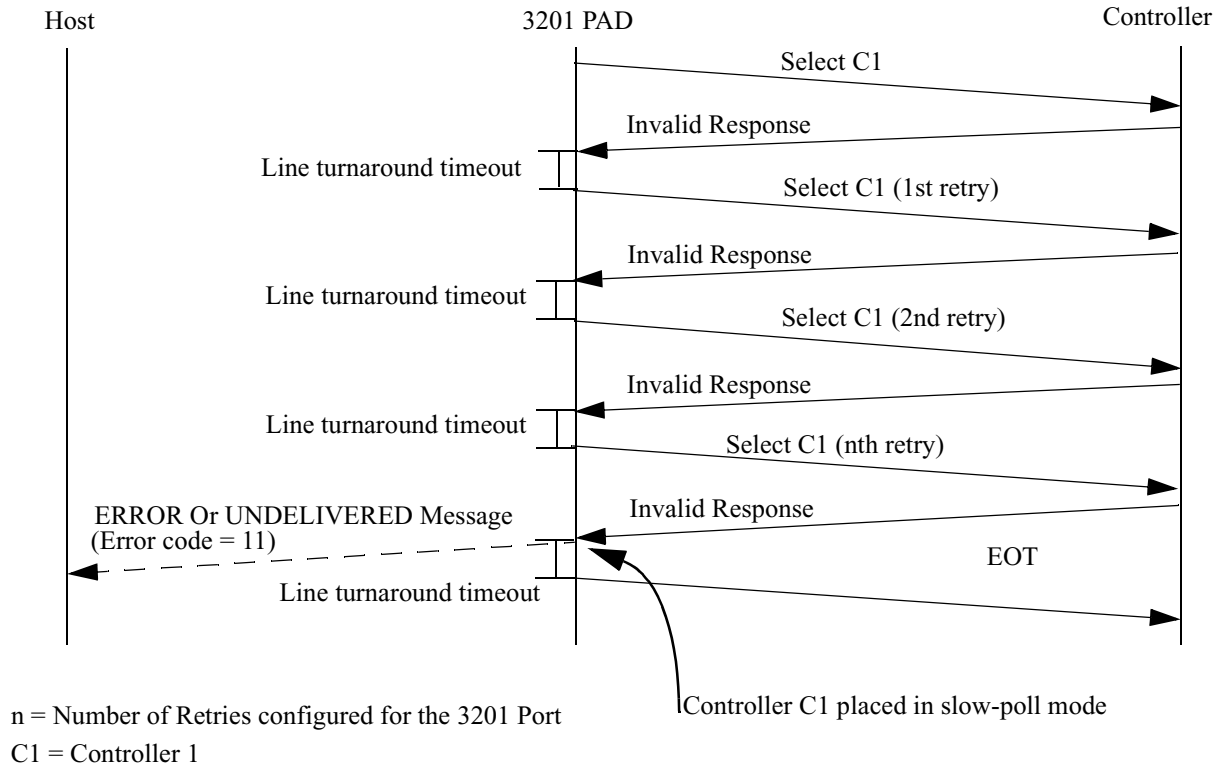 Host
3201 PAD
Controller
Select C1
Invalid Response
Line turnaround timeout
Select C1 (1st retry)
Invalid Response
Line turnaround timeout
Select C1 (2nd retry)
Invalid Response
Line turnaround timeout
Select C1 (nth retry)
Invalid Response
ERROR Or UNDELIVERED Message
(Error code = 11)
EOT
Line turnaround timeout
Controller C1 placed in slow-poll mode
n = Number of Retries configured for the 3201 Port
C1 = Controller 1